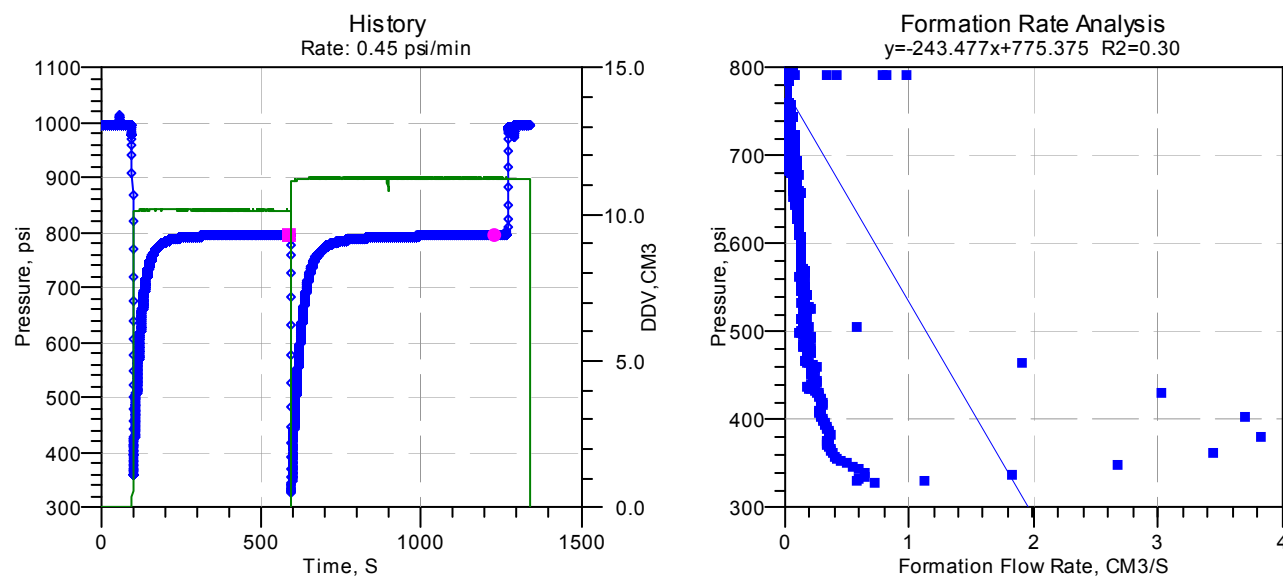 History
Rate: 0.45 psi/min
1100
1000
900
800
700
600
500
400
300
Pressure, psi
15.0
10.0
5.0
0.0
DDV,CM3
0 500 1000 1500
Time, S
Formation Rate Analysis
y=-243.477x+775.375 R2=0.30
800
700
600
500
400
300
Pressure, psi
0 1 2 3 4
Formation Flow Rate, CM3/S